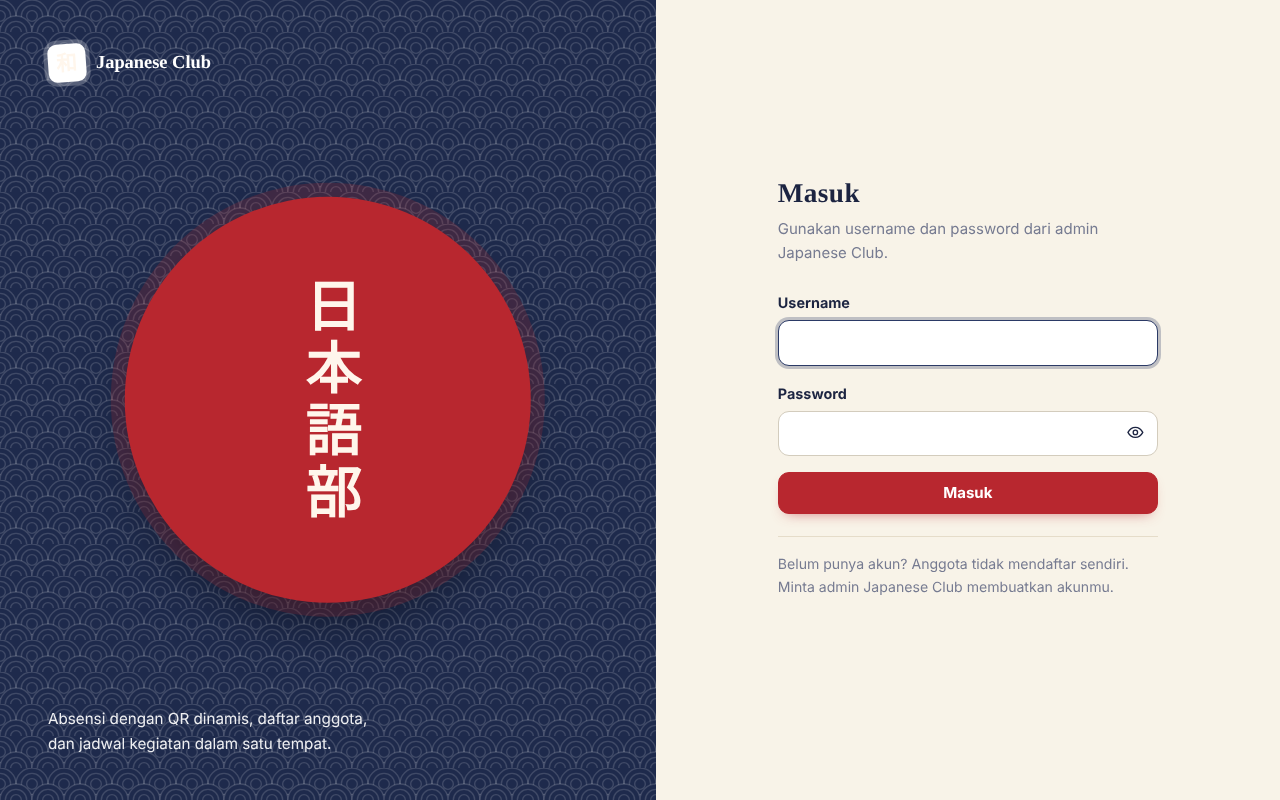 和
Japanese Club
日
本
語
部
Absensi dengan QR dinamis, daftar anggota,
dan jadwal kegiatan dalam satu tempat.
Masuk
Gunakan username dan password dari admin
Japanese Club.
Username
Password
Masuk
Belum punya akun? Anggota tidak mendaftar sendiri.
Minta admin Japanese Club membuatkan akunmu.